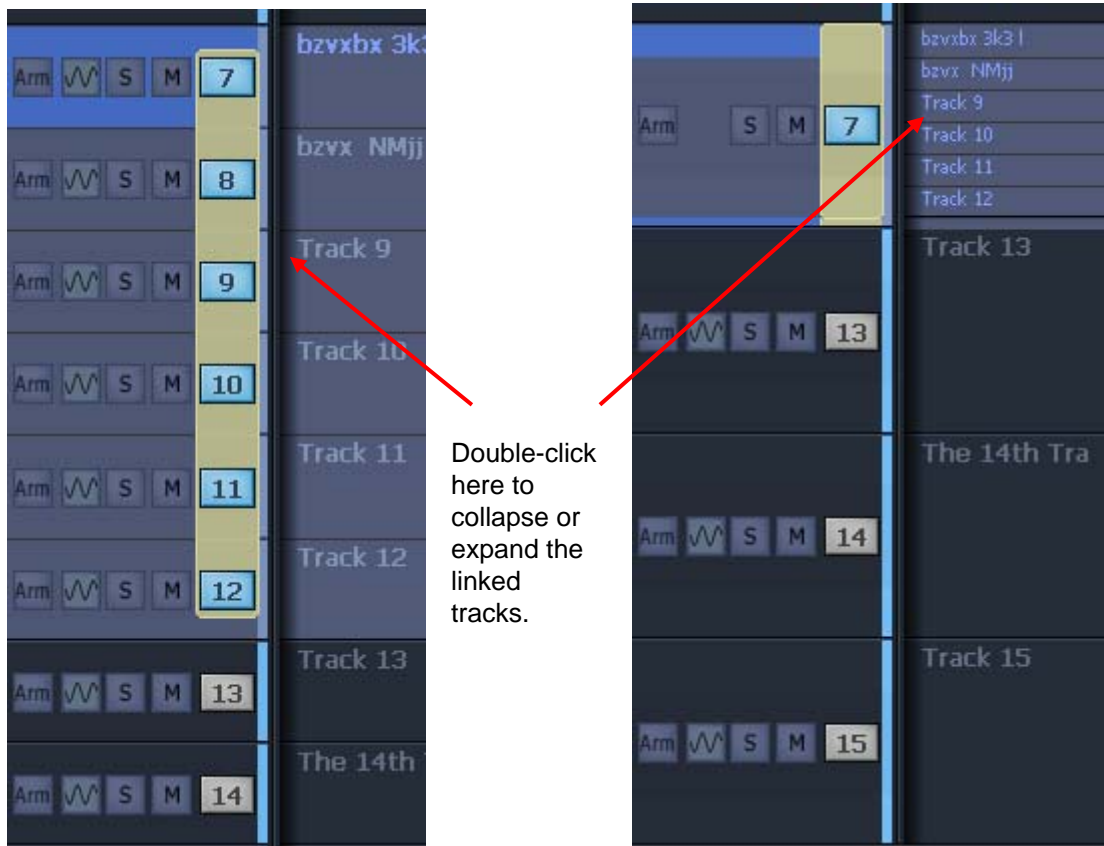 bzvxbx 3k3
Arm S M 7
bzvx NMjj
Arm S M 8
Track 9
Arm S M 9
Track 10
Arm S M 10
Track 11
Arm S M 11
Track 12
Arm S M 12
Track 13
Arm S M 13
The 14th
Arm S M 14
Double-click
here to
collapse or
expand the
linked
tracks.
bzvxbx 3k3 l
bzvx NMjj
Track 9
Arm S M 7
Track 10
Track 11
Track 12
Track 13
Arm S M 13
The 14th Tra
Arm S M 14
Track 15
Arm S M 15